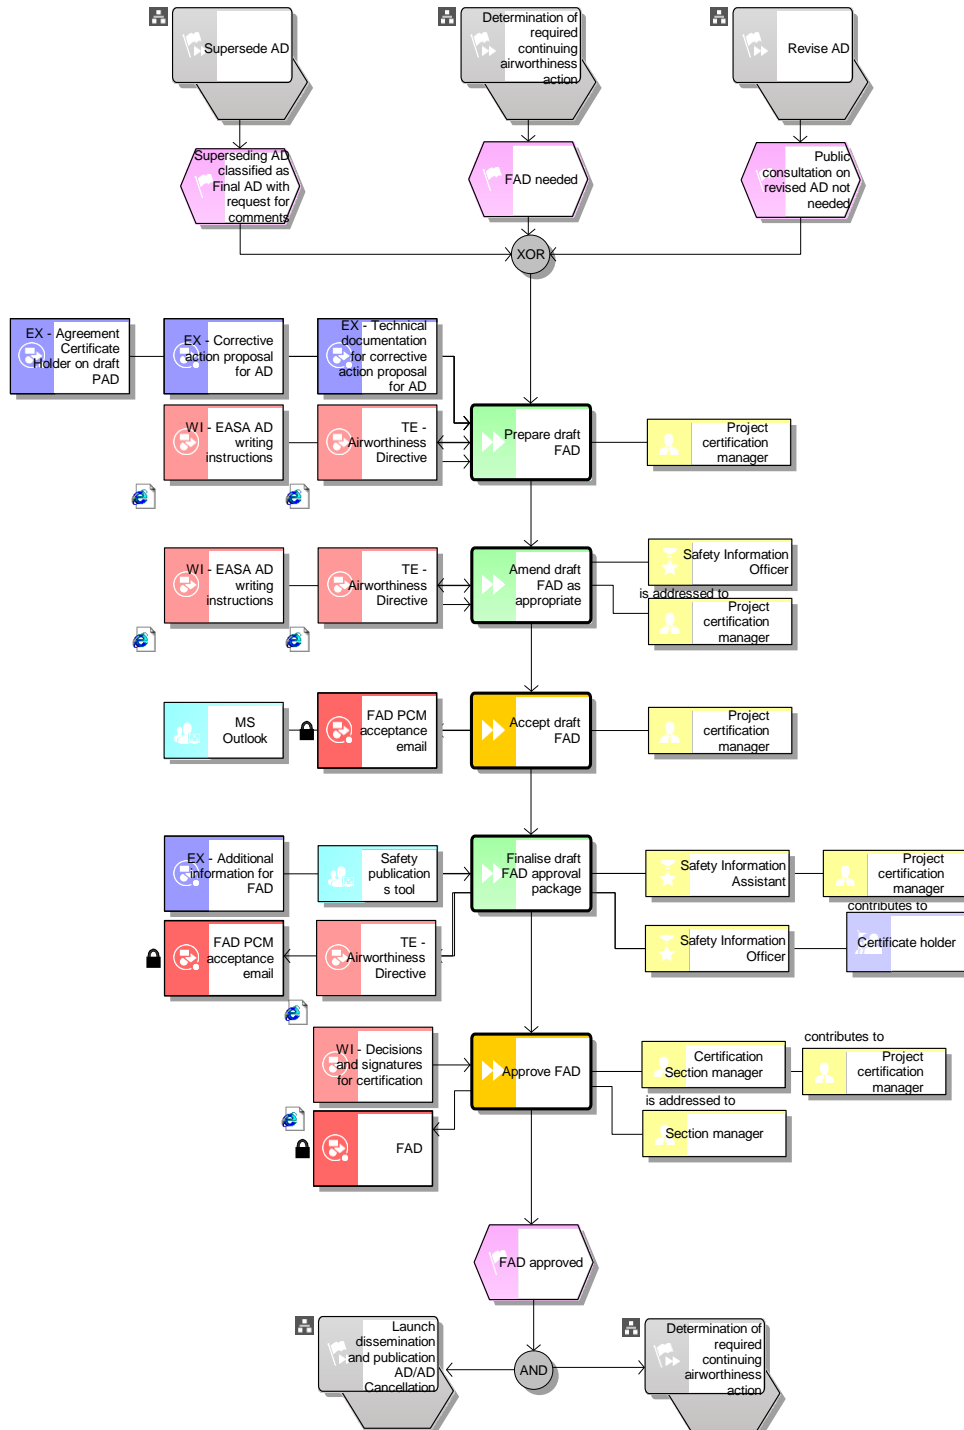 Supersede AD
Determination of
required
continuing
airworthiness
action
Revise AD
Superseding AD
classified as
Final AD with
request for
comments
FAD needed
Public
consultation on
revised AD not
needed
XOR
EX - Agreement
Certificate
Holder on draft
PAD
EX - Corrective
action proposal
for AD
EX - Technical
documentation
for corrective
action proposal
for AD
WI - EASA AD
writing
instructions
TE -
Airworthiness
Directive
Prepare draft
FAD
Project
certification
manager
WI - EASA AD
writing
instructions
TE -
Airworthiness
Directive
Amend draft
FAD as
appropriate
Safety Information
Officer
is addressed to
Project
certification
manager
MS
Outlook
FAD PCM
acceptance
email
Accept draft
FAD
Project
certification
manager
EX - Additional
information for
FAD
Safety
publication
s tool
Finalise draft
FAD approval
package
Safety Information
Assistant
Project
certification
manager
contributes to
FAD PCM
acceptance
email
TE -
Airworthiness
Directive
Safety Information
Officer
Certificate holder
WI - Decisions
and signatures
for certification
Approve FAD
Certification
Section manager
contributes to
Project
certification
manager
is addressed to
FAD
Section manager
FAD approved
Launch
dissemination
and publication
AD/AD
Cancellation
AND
Determination of
required
continuing
airworthiness
action